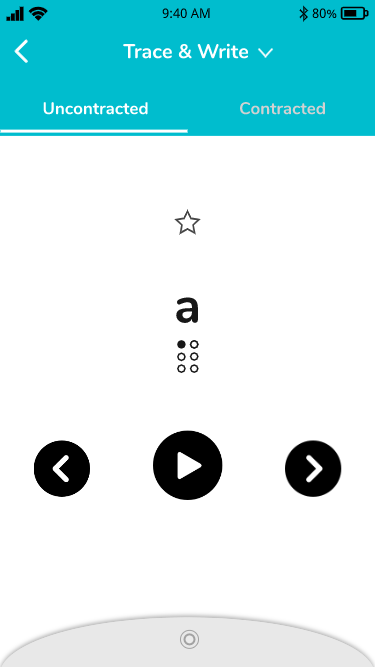 9:40 AM
80%
Trace & Write
Uncontracted
Contracted
a